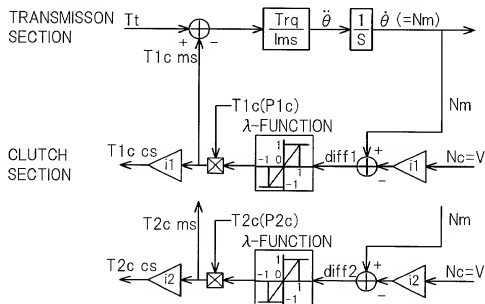 TRANSMISSON
SECTION
Tt
+
−
T1c ms
Trq
Ims
θ̈
1
S
θ̇ (=Nm)
Nm
T1c(P1c)
λ-FUNCTION
CLUTCH
SECTION
T1c cs
i1
1
-1 0
1
-1
diff1
+
−
i1
Nc=V
T2c ms
T2c(P2c)
λ-FUNCTION
Nm
T2c cs
i2
1
-1 0
1
-1
diff2
+
−
i2
Nc=V